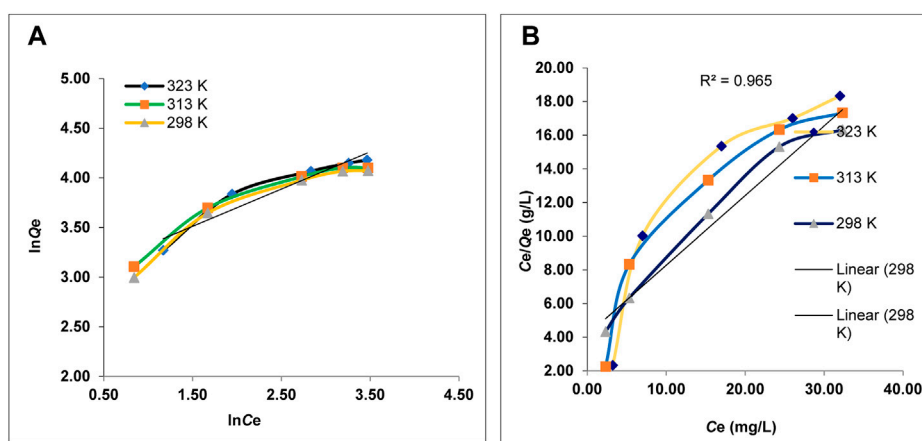 A
5.00
4.50
4.00
3.50
3.00
2.50
2.00
lnQe
323 K
313 K
298 K
0.50 1.50 2.50 3.50 4.50
lnCe
B
20.00
18.00
16.00
14.00
12.00
10.00
8.00
6.00
4.00
2.00
Ce/Qe (g/L)
R² = 0.965
323 K
313 K
298 K
Linear (298
K)
Linear (298
K)
0.00 10.00 20.00 30.00 40.00
Ce (mg/L)